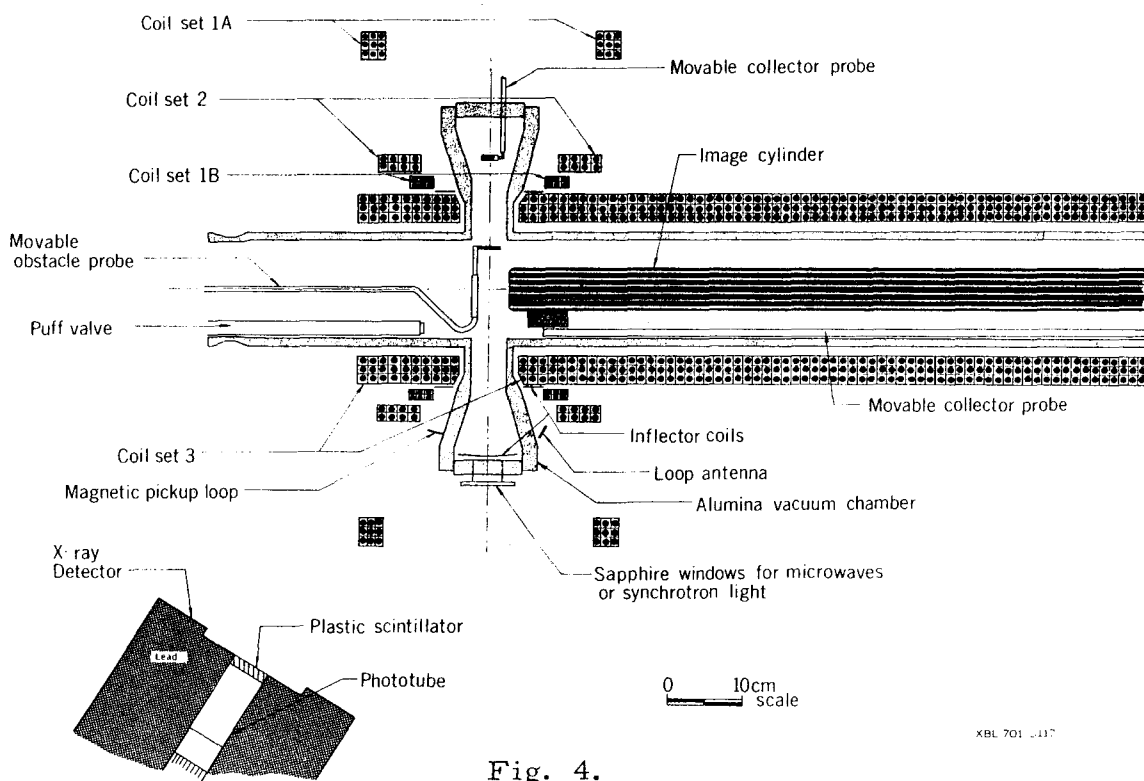 Coil set 1A
Movable collector probe
Coil set 2
Image cylinder
Coil set 1B
Movable
obstacle probe
Puff valve
Movable collector probe
Inflector coils
Coil set 3
Loop antenna
Magnetic pickup loop
Alumina vacuum chamber
X-ray
Detector
Sapphire windows for microwaves
or synchrotron light
Plastic scintillator
Lead
Phototube
0 10cm
scale
XBL 701
Fig. 4.